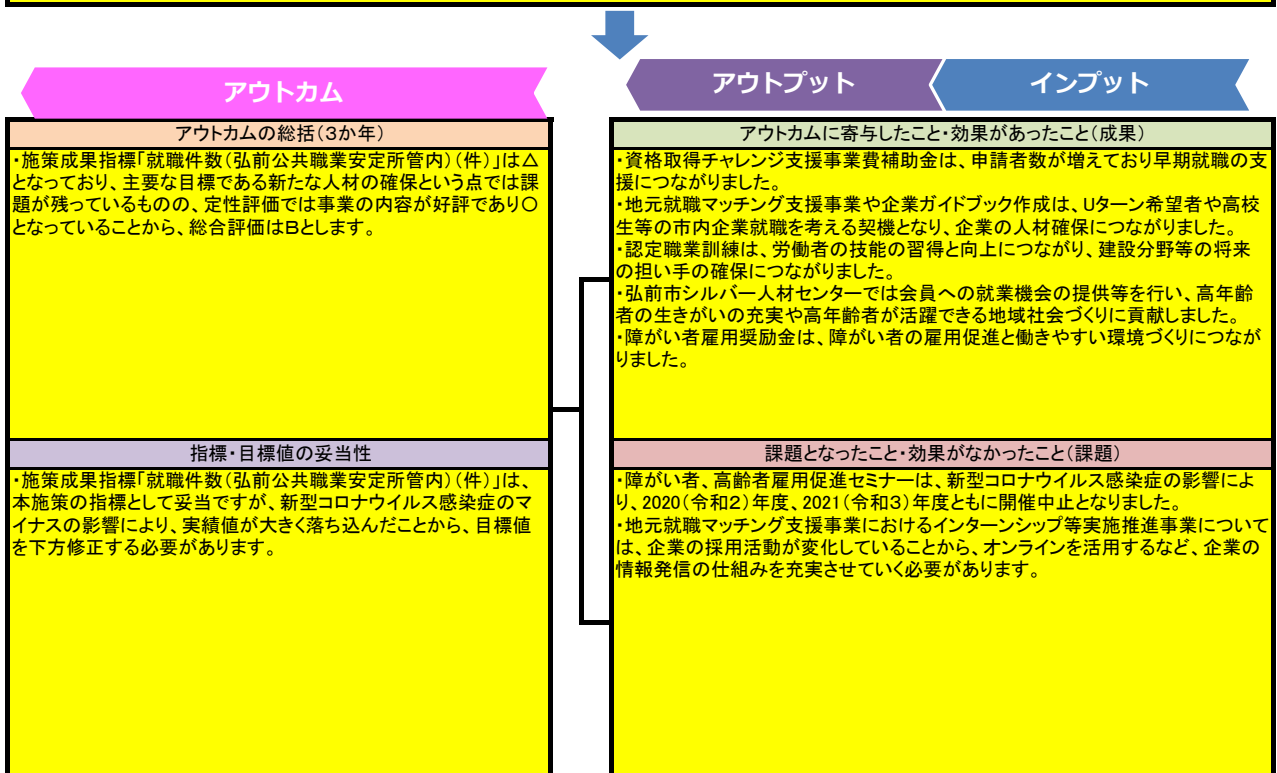 アウトカム
アウトカムの総括(3か年)
・施策成果指標「就職件数(弘前公共職業安定所管内)(件)」は△
となっており、主要な目標である新たな人材の確保という点では課
題が残っているものの、定性評価では事業の内容が好評であり〇
となっていることから、総合評価はBとします。
指標・目標値の妥当性
・施策成果指標「就職件数(弘前公共職業安定所管内)(件)」は、
本施策の指標として妥当ですが、新型コロナウイルス感染症のマ
イナスの影響により、実績値が大きく落ち込んだことから、目標値
を下方修正する必要があります。
アウトプット
インプット
アウトカムに寄与したこと・効果があったこと(成果)
・資格取得チャレンジ支援事業費補助金は、申請者数が増えており早期就職の支
援につながりました。
・地元就職マッチング支援事業や企業ガイドブック作成は、Uターン希望者や高校
生等の市内企業就職を考える契機となり、企業の人材確保につながりました。
・認定職業訓練は、労働者の技能の習得と向上につながり、建設分野等の将来
の担い手の確保につながりました。
・弘前市シルバー人材センターでは会員への就業機会の提供等を行い、高年齢
者の生きがいの充実や高年齢者が活躍できる地域社会づくりに貢献しました。
・障がい者雇用奨励金は、障がい者の雇用促進と働きやすい環境づくりにつなが
りました。
課題となったこと・効果がなかったこと(課題)
・障がい者、高齢者雇用促進セミナーは、新型コロナウイルス感染症の影響によ
り、2020(令和2)年度、2021(令和3)年度ともに開催中止となりました。
・地元就職マッチング支援事業におけるインターンシップ等実施推進事業について
は、企業の採用活動が変化していることから、オンラインを活用するなど、企業の
情報発信の仕組みを充実させていく必要があります。